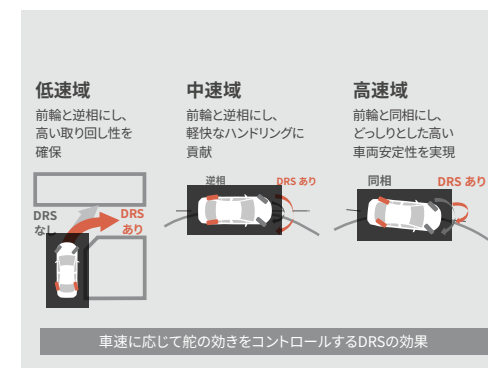 低速域
前輪と逆相にし、
高い取り回し性を
確保
DRS
なし
DRS
あり
中速域
前輪と逆相にし、
軽快なハンドリングに
貢献
逆相
DRS あり
高速域
前輪と同相にし、
どっしりとした高い
車両安定性を実現
同相
DRS あり
車速に応じて舵の効きをコントロールするDRSの効果